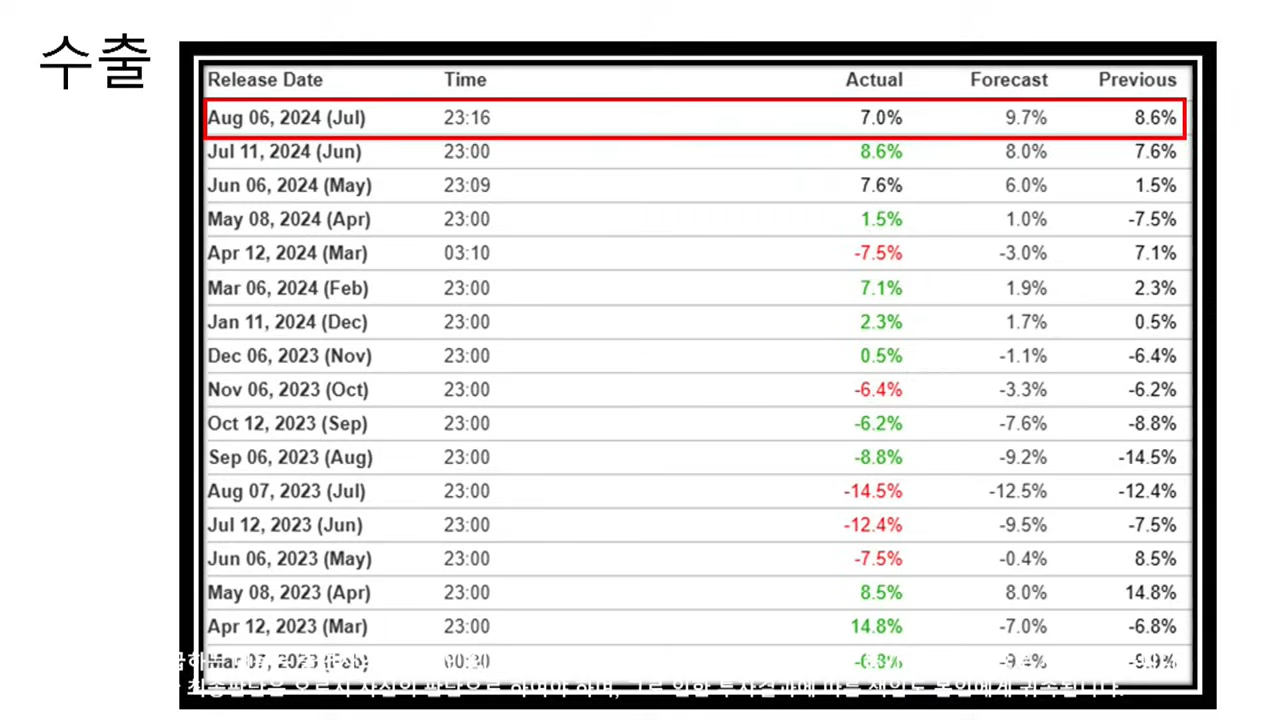 수출
Release Date Time Actual Forecast Previous
Aug 06, 2024 (Jul) 23:16 7.0% 9.7% 8.6%
Jul 11, 2024 (Jun) 23:00 8.6% 8.0% 7.6%
Jun 06, 2024 (May) 23:09 7.6% 6.0% 1.5%
May 08, 2024 (Apr) 23:00 1.5% 1.0% -7.5%
Apr 12, 2024 (Mar) 03:10 -7.5% -3.0% 7.1%
Mar 06, 2024 (Feb) 23:00 7.1% 1.9% 2.3%
Jan 11, 2024 (Dec) 23:00 2.3% 1.7% 0.5%
Dec 06, 2023 (Nov) 23:00 0.5% -1.1% -6.4%
Nov 06, 2023 (Oct) 23:00 -6.4% -3.3% -6.2%
Oct 12, 2023 (Sep) 23:00 -6.2% -7.6% -8.8%
Sep 06, 2023 (Aug) 23:00 -8.8% -9.2% -14.5%
Aug 07, 2023 (Jul) 23:00 -14.5% -12.5% -12.4%
Jul 12, 2023 (Jun) 23:00 -12.4% -9.5% -7.5%
Jun 06, 2023 (May) 23:00 -7.5% -0.4% 8.5%
May 08, 2023 (Apr) 23:00 8.5% 8.0% 14.8%
Apr 12, 2023 (Mar) 23:00 14.8% -7.0% -6.8%
2023 -6.8% -9.4% -9.9%